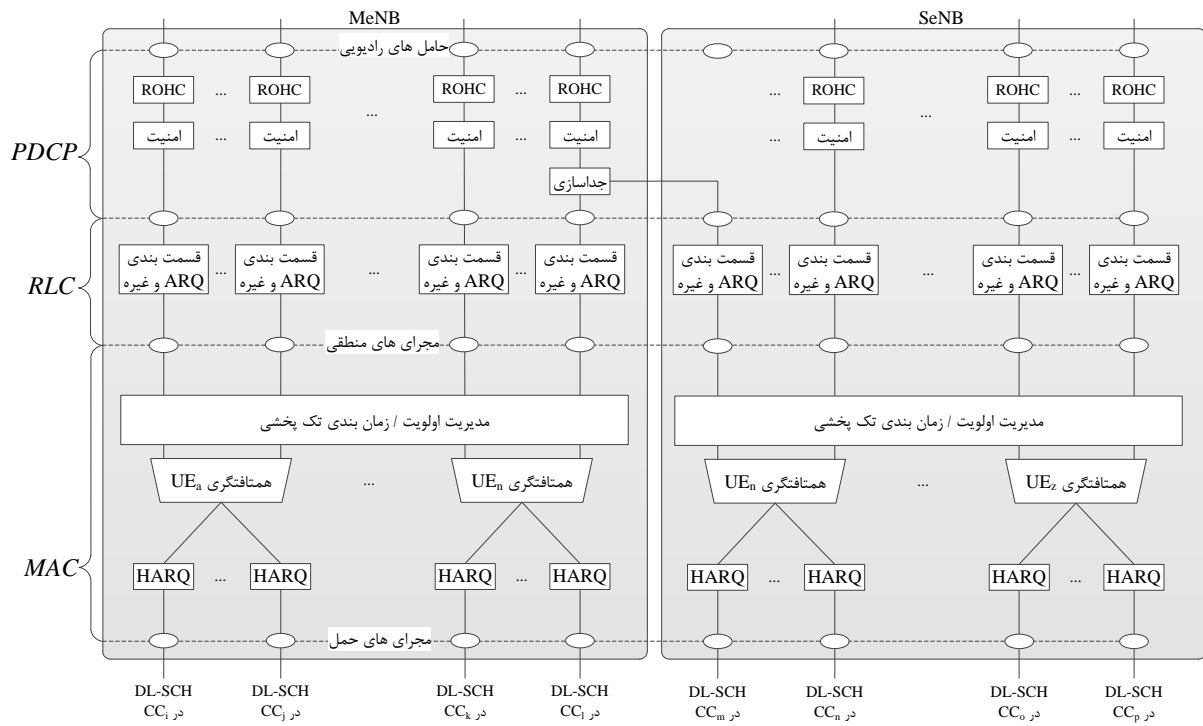 MeNB
SeNB
حامل های رادیویی
ROHC ... ROHC ... ROHC ... ROHC ... ROHC ... ROHC ... ROHC
امنیت ... امنیت ... امنیت ... امنیت ... امنیت ... امنیت ... امنیت
PDCP
جداسازی
RLC
قسمت بندی
ARQ و غیره
...
قسمت بندی
ARQ و غیره
...
قسمت بندی
ARQ و غیره
...
قسمت بندی
ARQ و غیره
قسمت بندی
ARQ و غیره
...
قسمت بندی
ARQ و غیره
...
قسمت بندی
ARQ و غیره
...
قسمت بندی
ARQ و غیره
مجرای های منطقی
مدیریت اولویت / زمان بندی تک پخشی
مدیریت اولویت / زمان بندی تک پخشی
همتافتگری UEa
...
همتافتگری UEn
همتافتگری UEn
...
همتافتگری UEz
MAC
HARQ ... HARQ ... HARQ ... HARQ
HARQ ... HARQ ... HARQ ... HARQ
مجرای های حمل
DL-SCH
در CCi
DL-SCH
در CCj
DL-SCH
در CCk
DL-SCH
در CCl
DL-SCH
در CCm
DL-SCH
در CCn
DL-SCH
در CCo
DL-SCH
در CCp